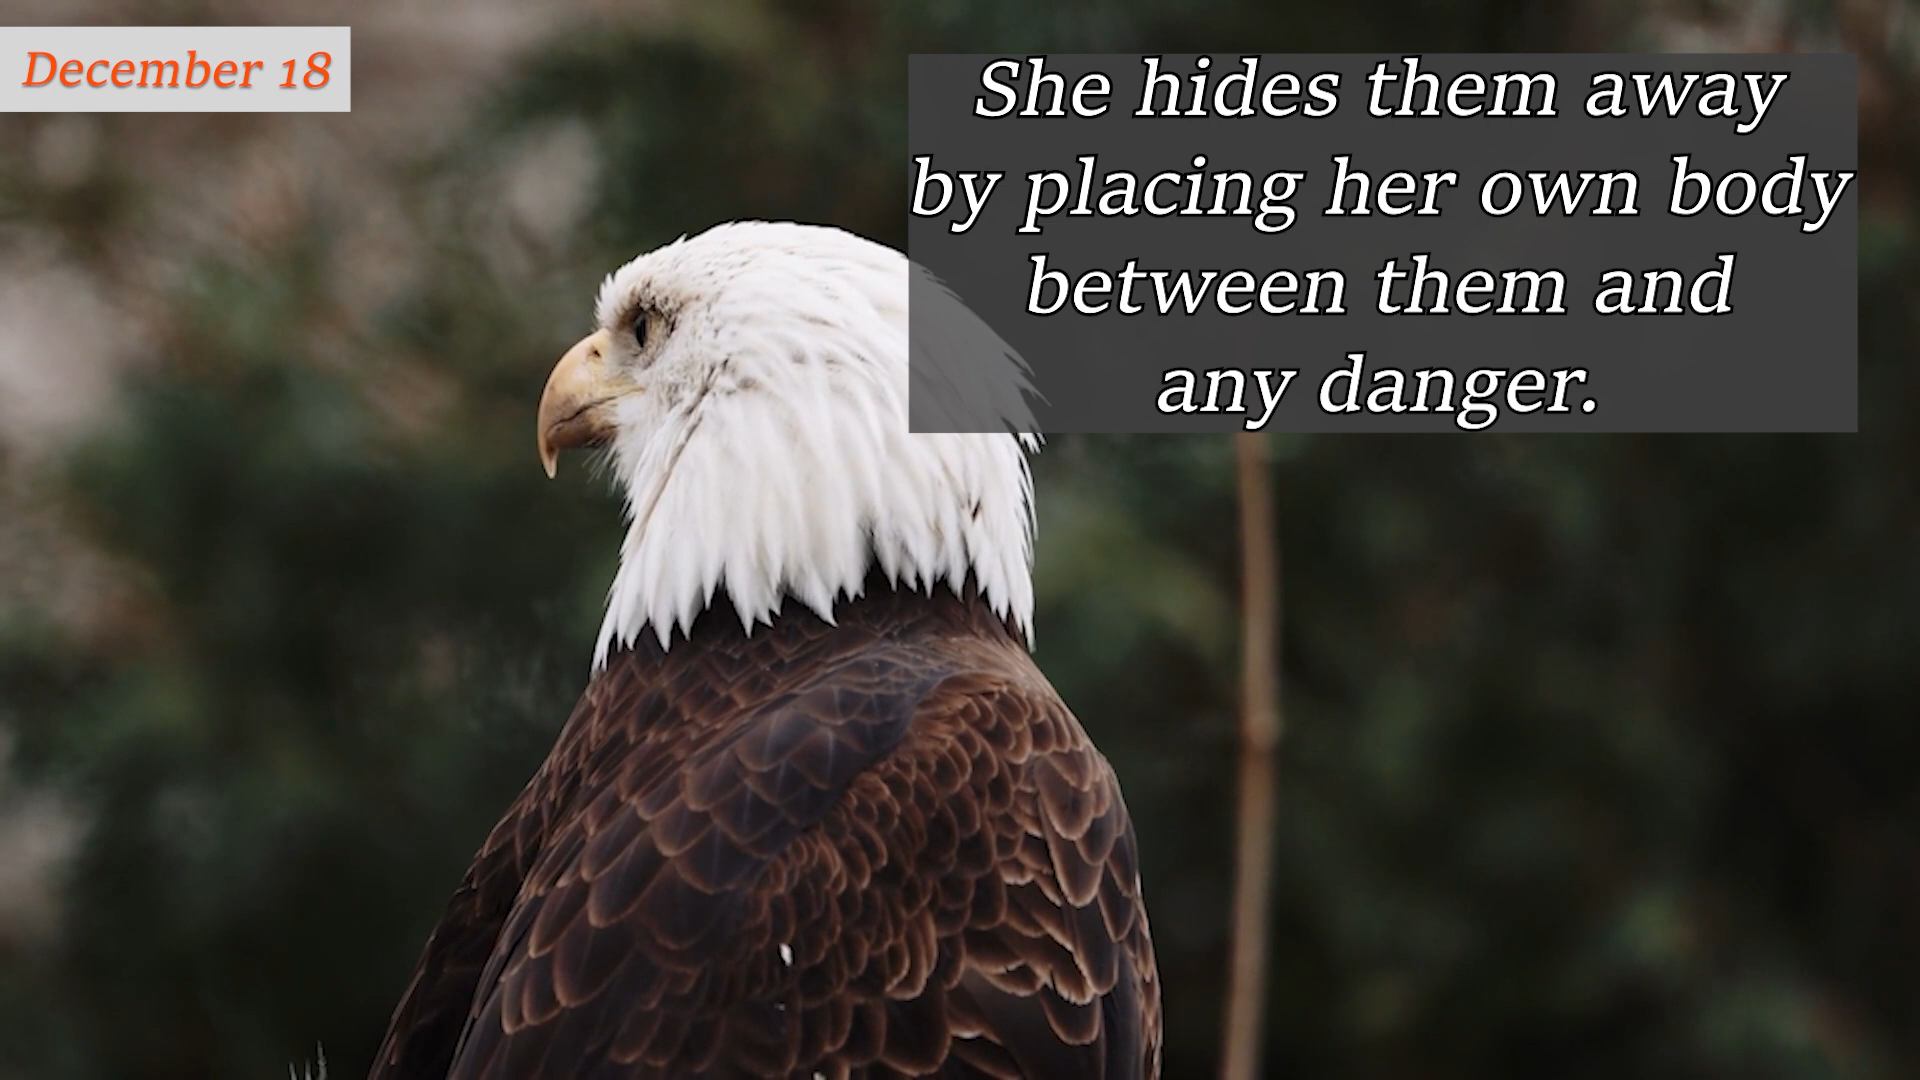 December 18
She hides them away
by placing her own body
between them and
any danger.